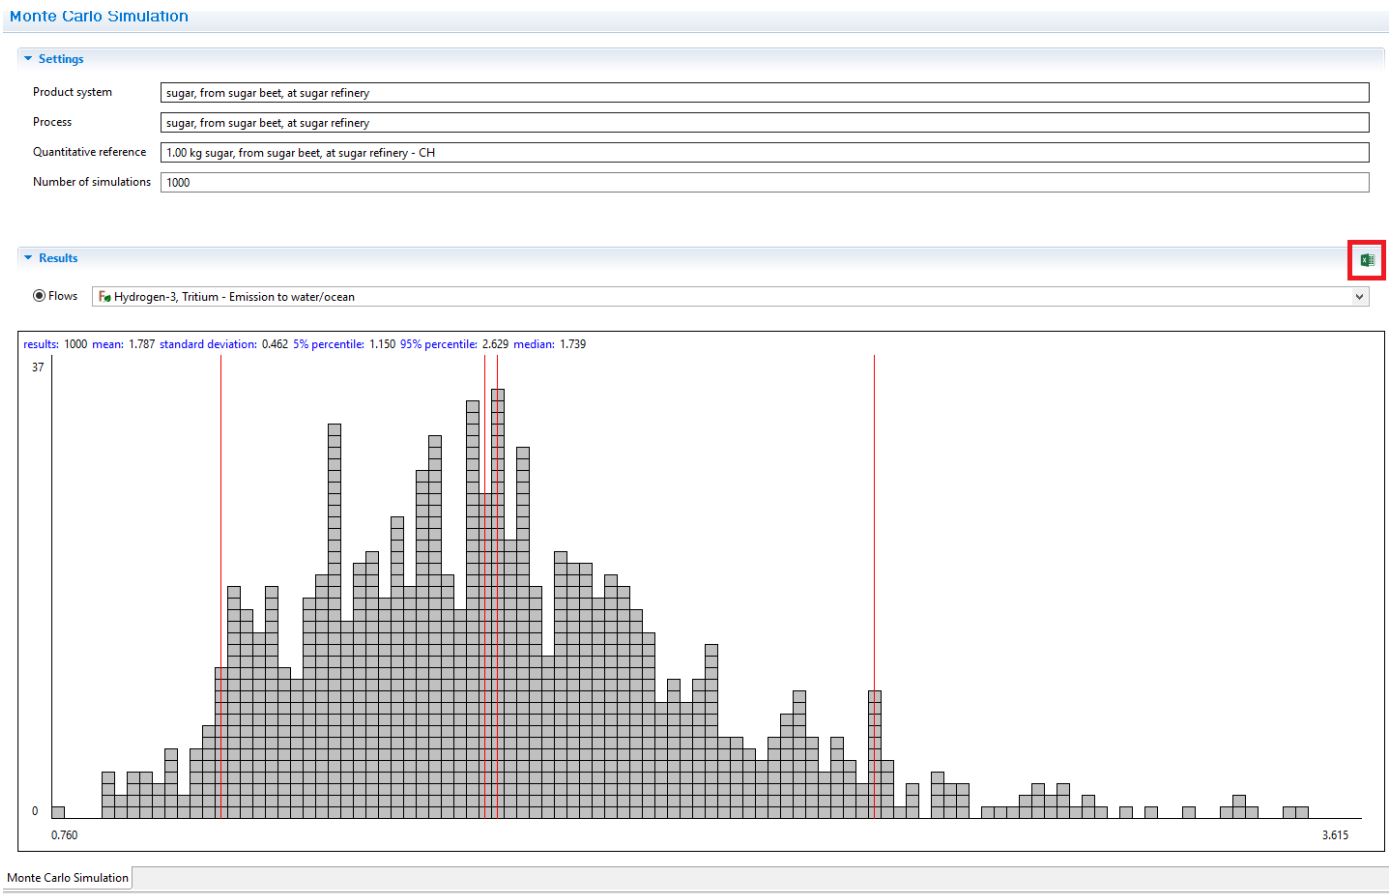 Monte Carlo Simulation
Settings
Product system sugar, from sugar beet, at sugar refinery
Process sugar, from sugar beet, at sugar refinery
Quantitative reference 1.00 kg sugar, from sugar beet, at sugar refinery - CH
Number of simulations 1000
Results
Flows Hydrogen-3, Tritium - Emission to water/ocean
results: 1000 mean: 1.787 standard deviation: 0.462 5% percentile: 1.150 95% percentile: 2.629 median: 1.739
37
0
0.760 3.615
Monte Carlo Simulation